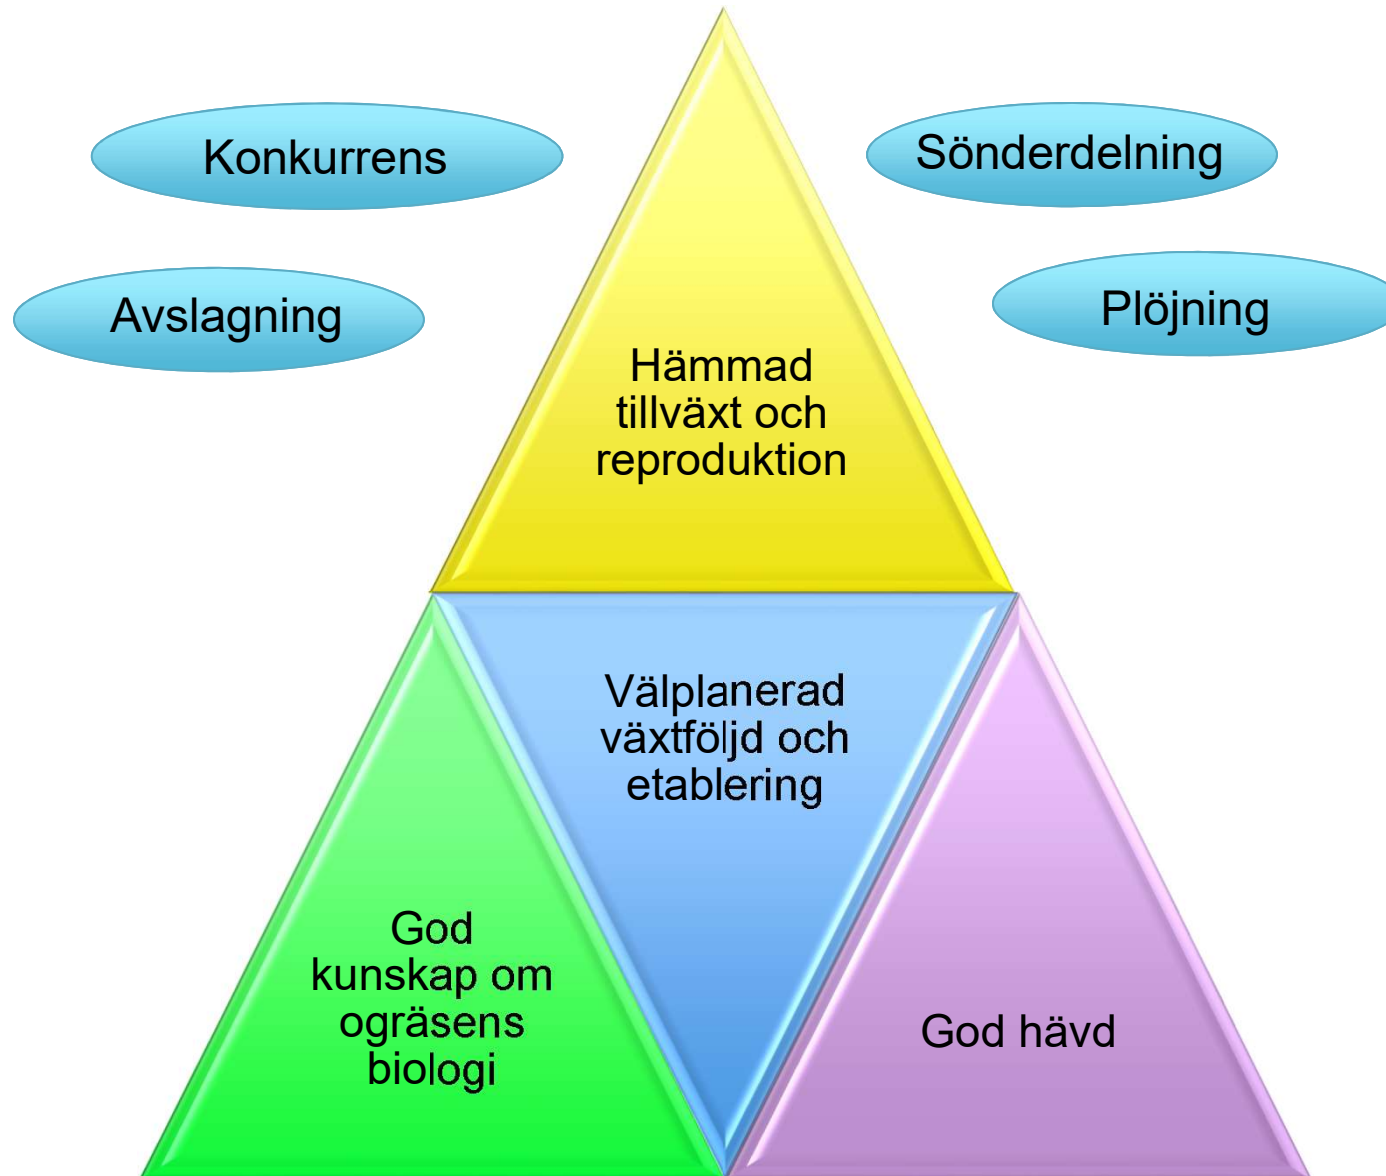 Konkurrens
Sönderdelning
Avslagning
Plöjning
Hämmad
tillväxt och
reproduktion
Välplanerad
växtföljd och
etablering
God
kunskap om
ogräsens
biologi
God hävd